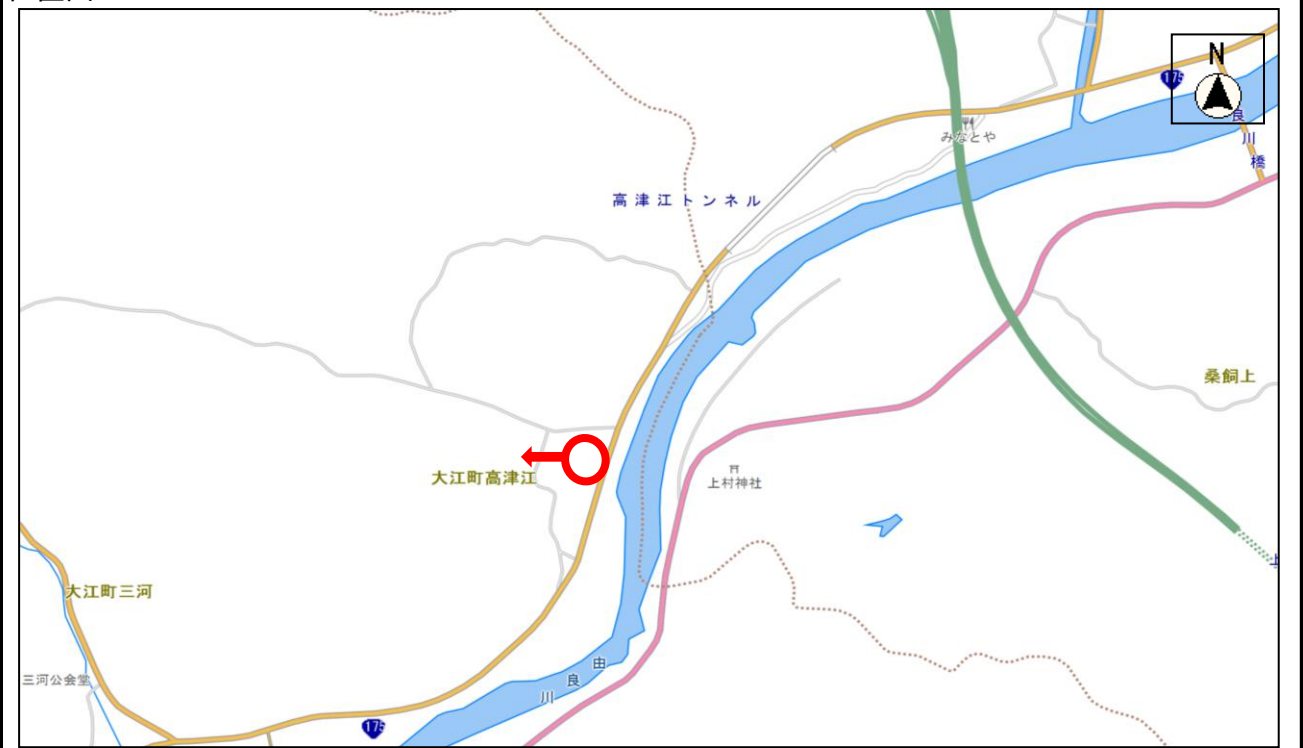 N
175
みなとや
良
川
橋
高津江トンネル
桑飼上
上村神社
大江町高津江
大江町三河
三河公会堂
由
良
川
175
上